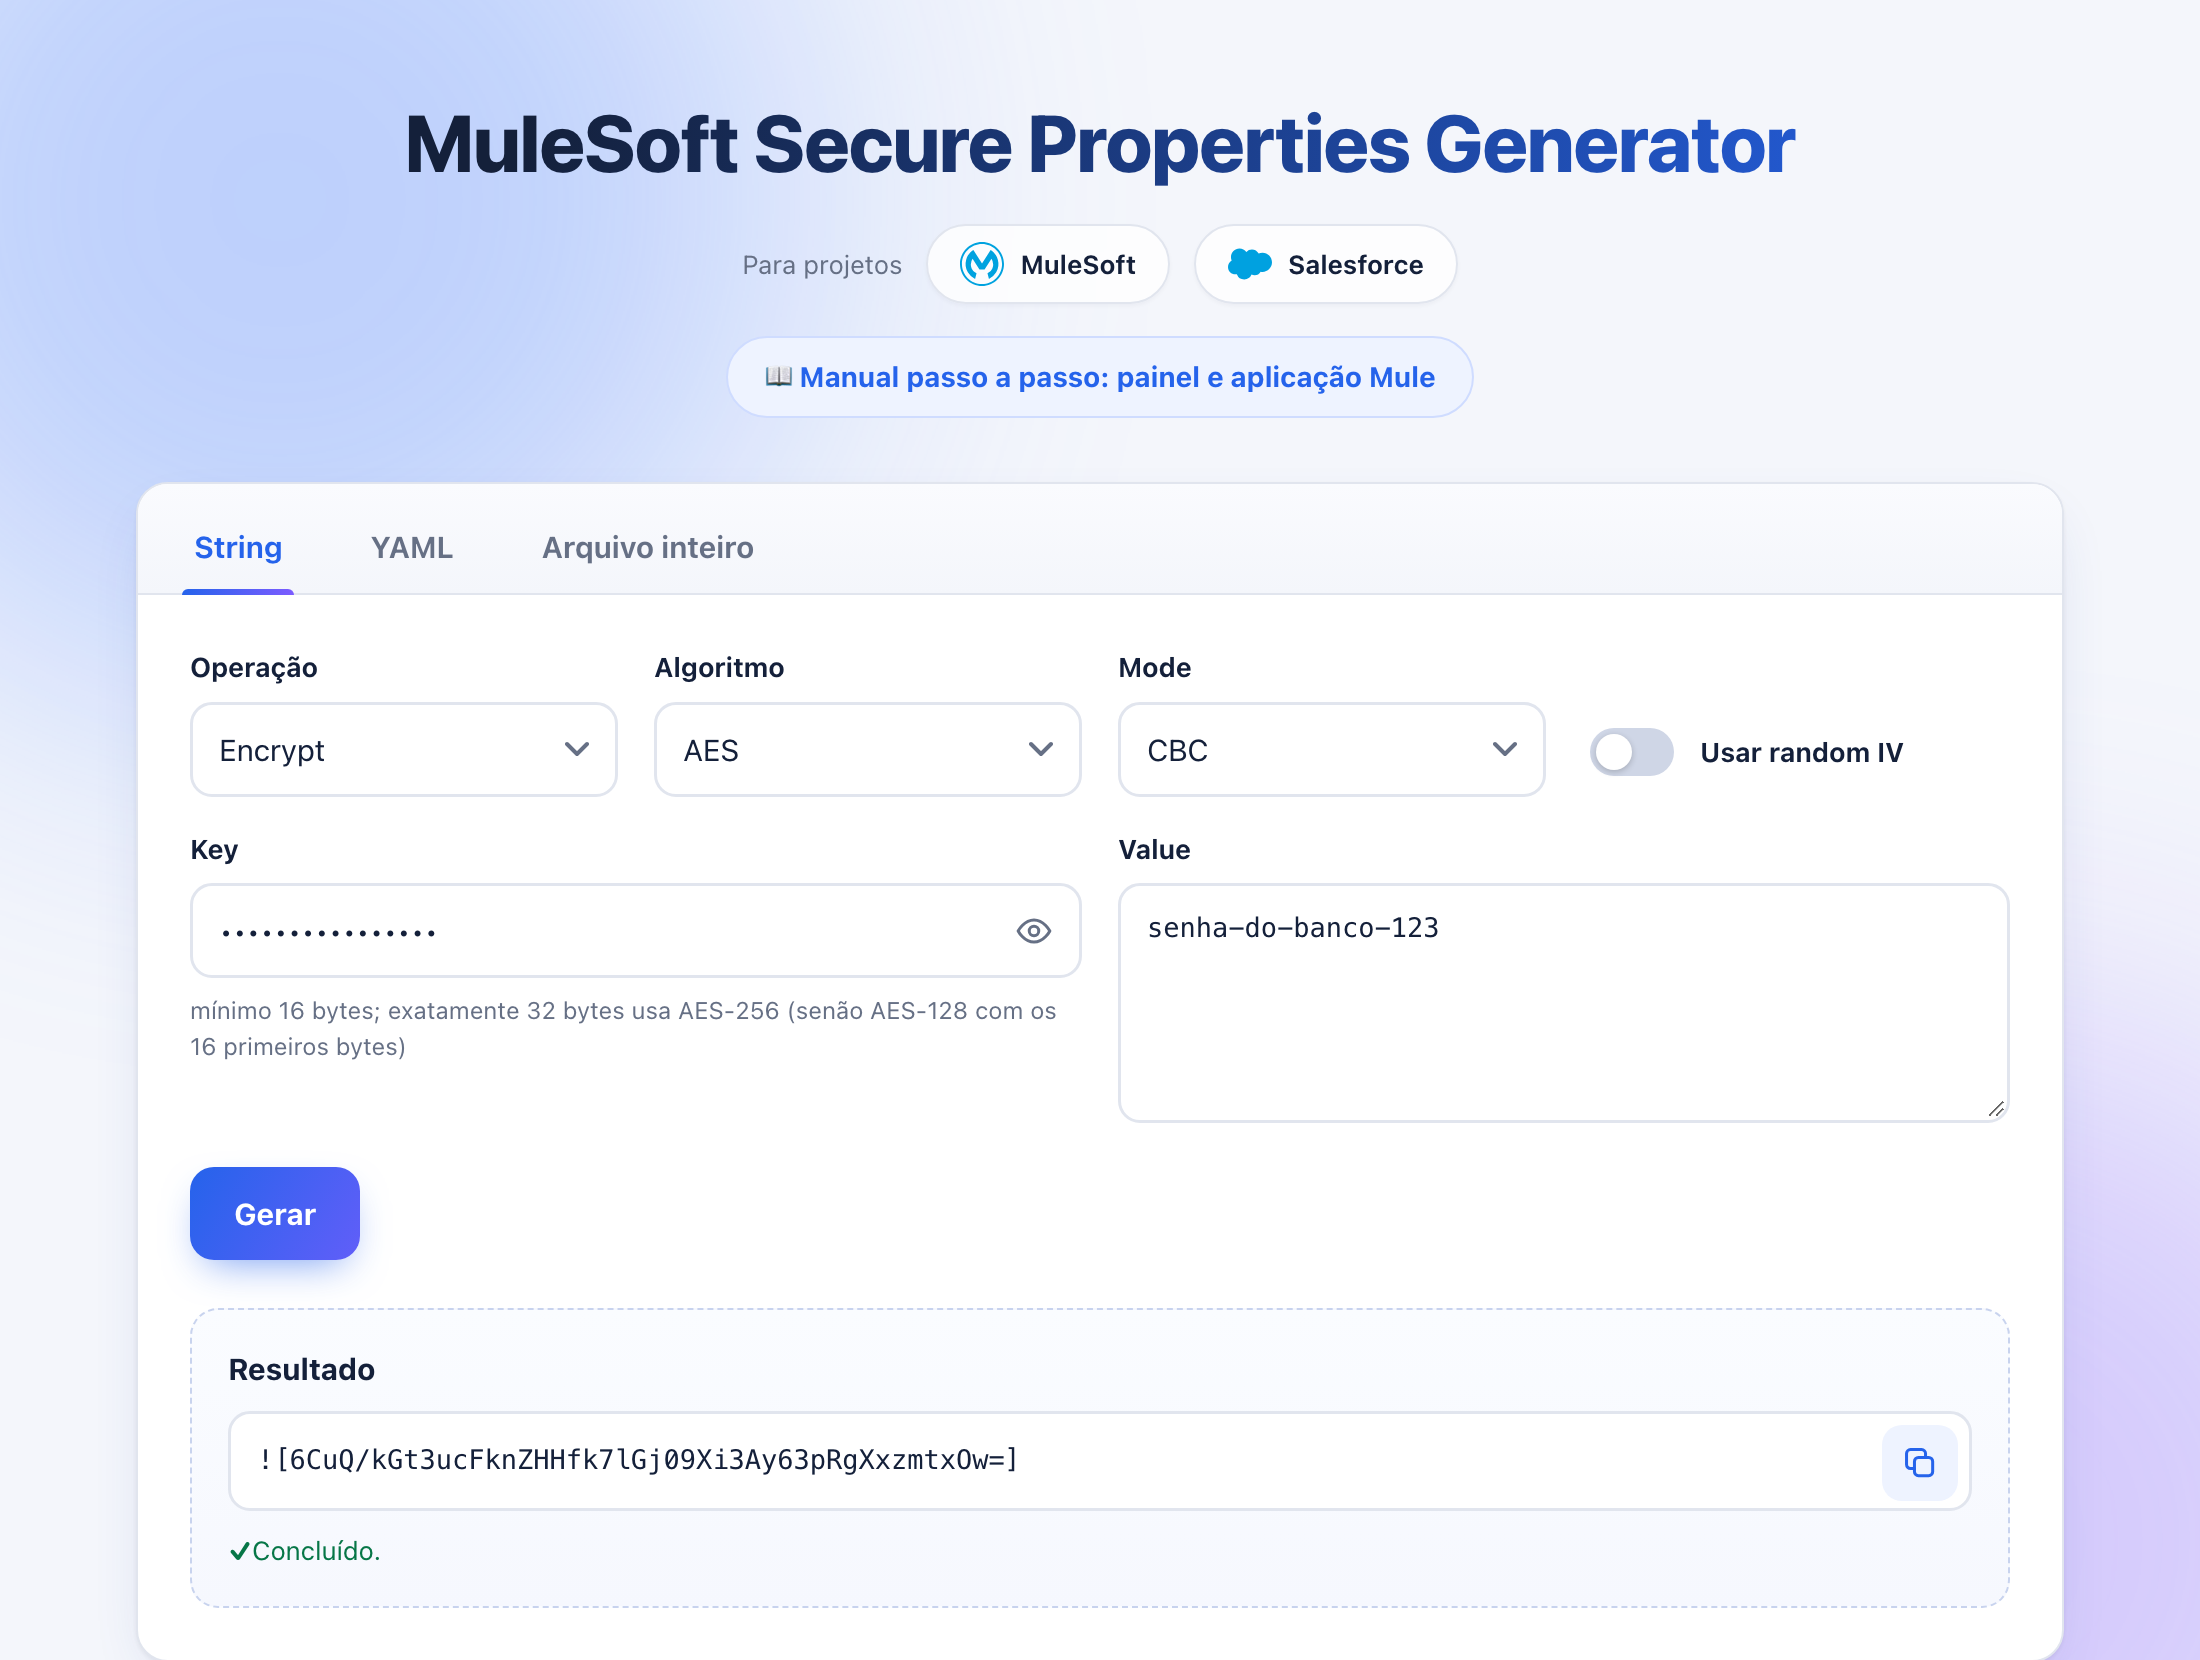 MuleSoft Secure Properties Generator
Para projetos MuleSoft Salesforce
Manual passo a passo: painel e aplicação Mule
String YAML Arquivo inteiro
Operação Algoritmo Mode
Encrypt AES CBC Usar random IV
Key Value
•••••••••••••••• senha-do-banco-123
mínimo 16 bytes; exatamente 32 bytes usa AES-256 (senão AES-128 com os
16 primeiros bytes)
Gerar
Resultado
![6CuQ/kGt3ucFknZHHfk7lGj09Xi3Ay63pRgXxzmtxOw=]
Concluído.